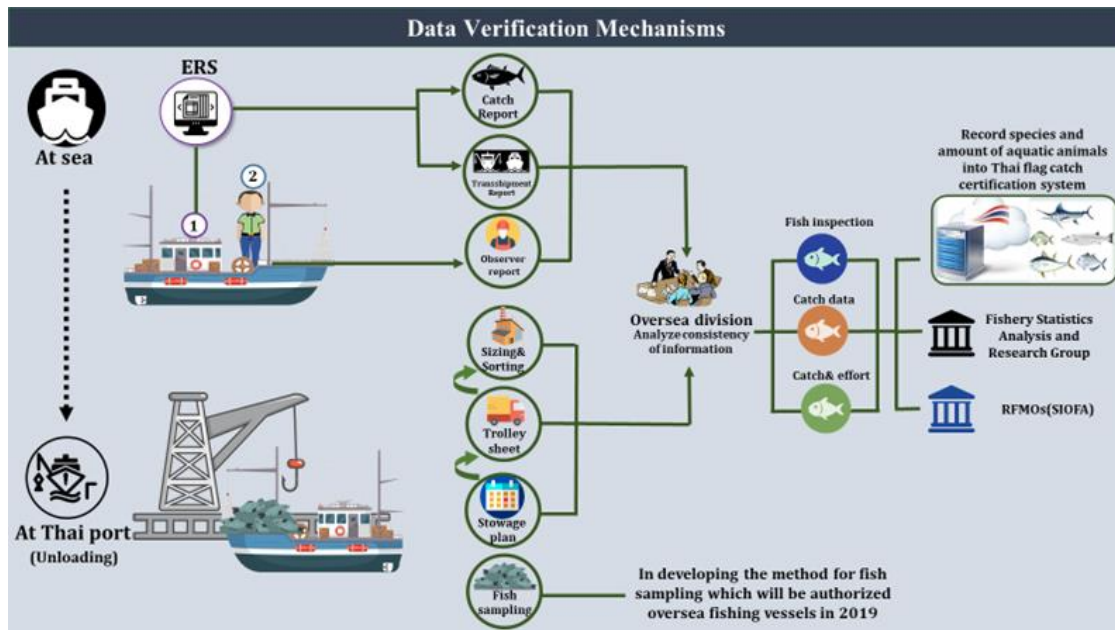 Data Verification Mechanisms
At sea
ERS
1
2
Catch
Report
Transshipment
Report
Observer
report
Sizing&
Sorting
Trolley
sheet
Stowage
plan
Fish
sampling
At Thai port
(Unloading)
Oversea division
Analyze consistency
of information
Fish inspection
Catch data
Catch& effort
Record species and
amount of aquatic animals
into Thai flag catch
certification system
Fishery Statistics
Analysis and
Research Group
RFMOs(SIOFA)
In developing the method for fish
sampling which will be authorized
oversea fishing vessels in 2019